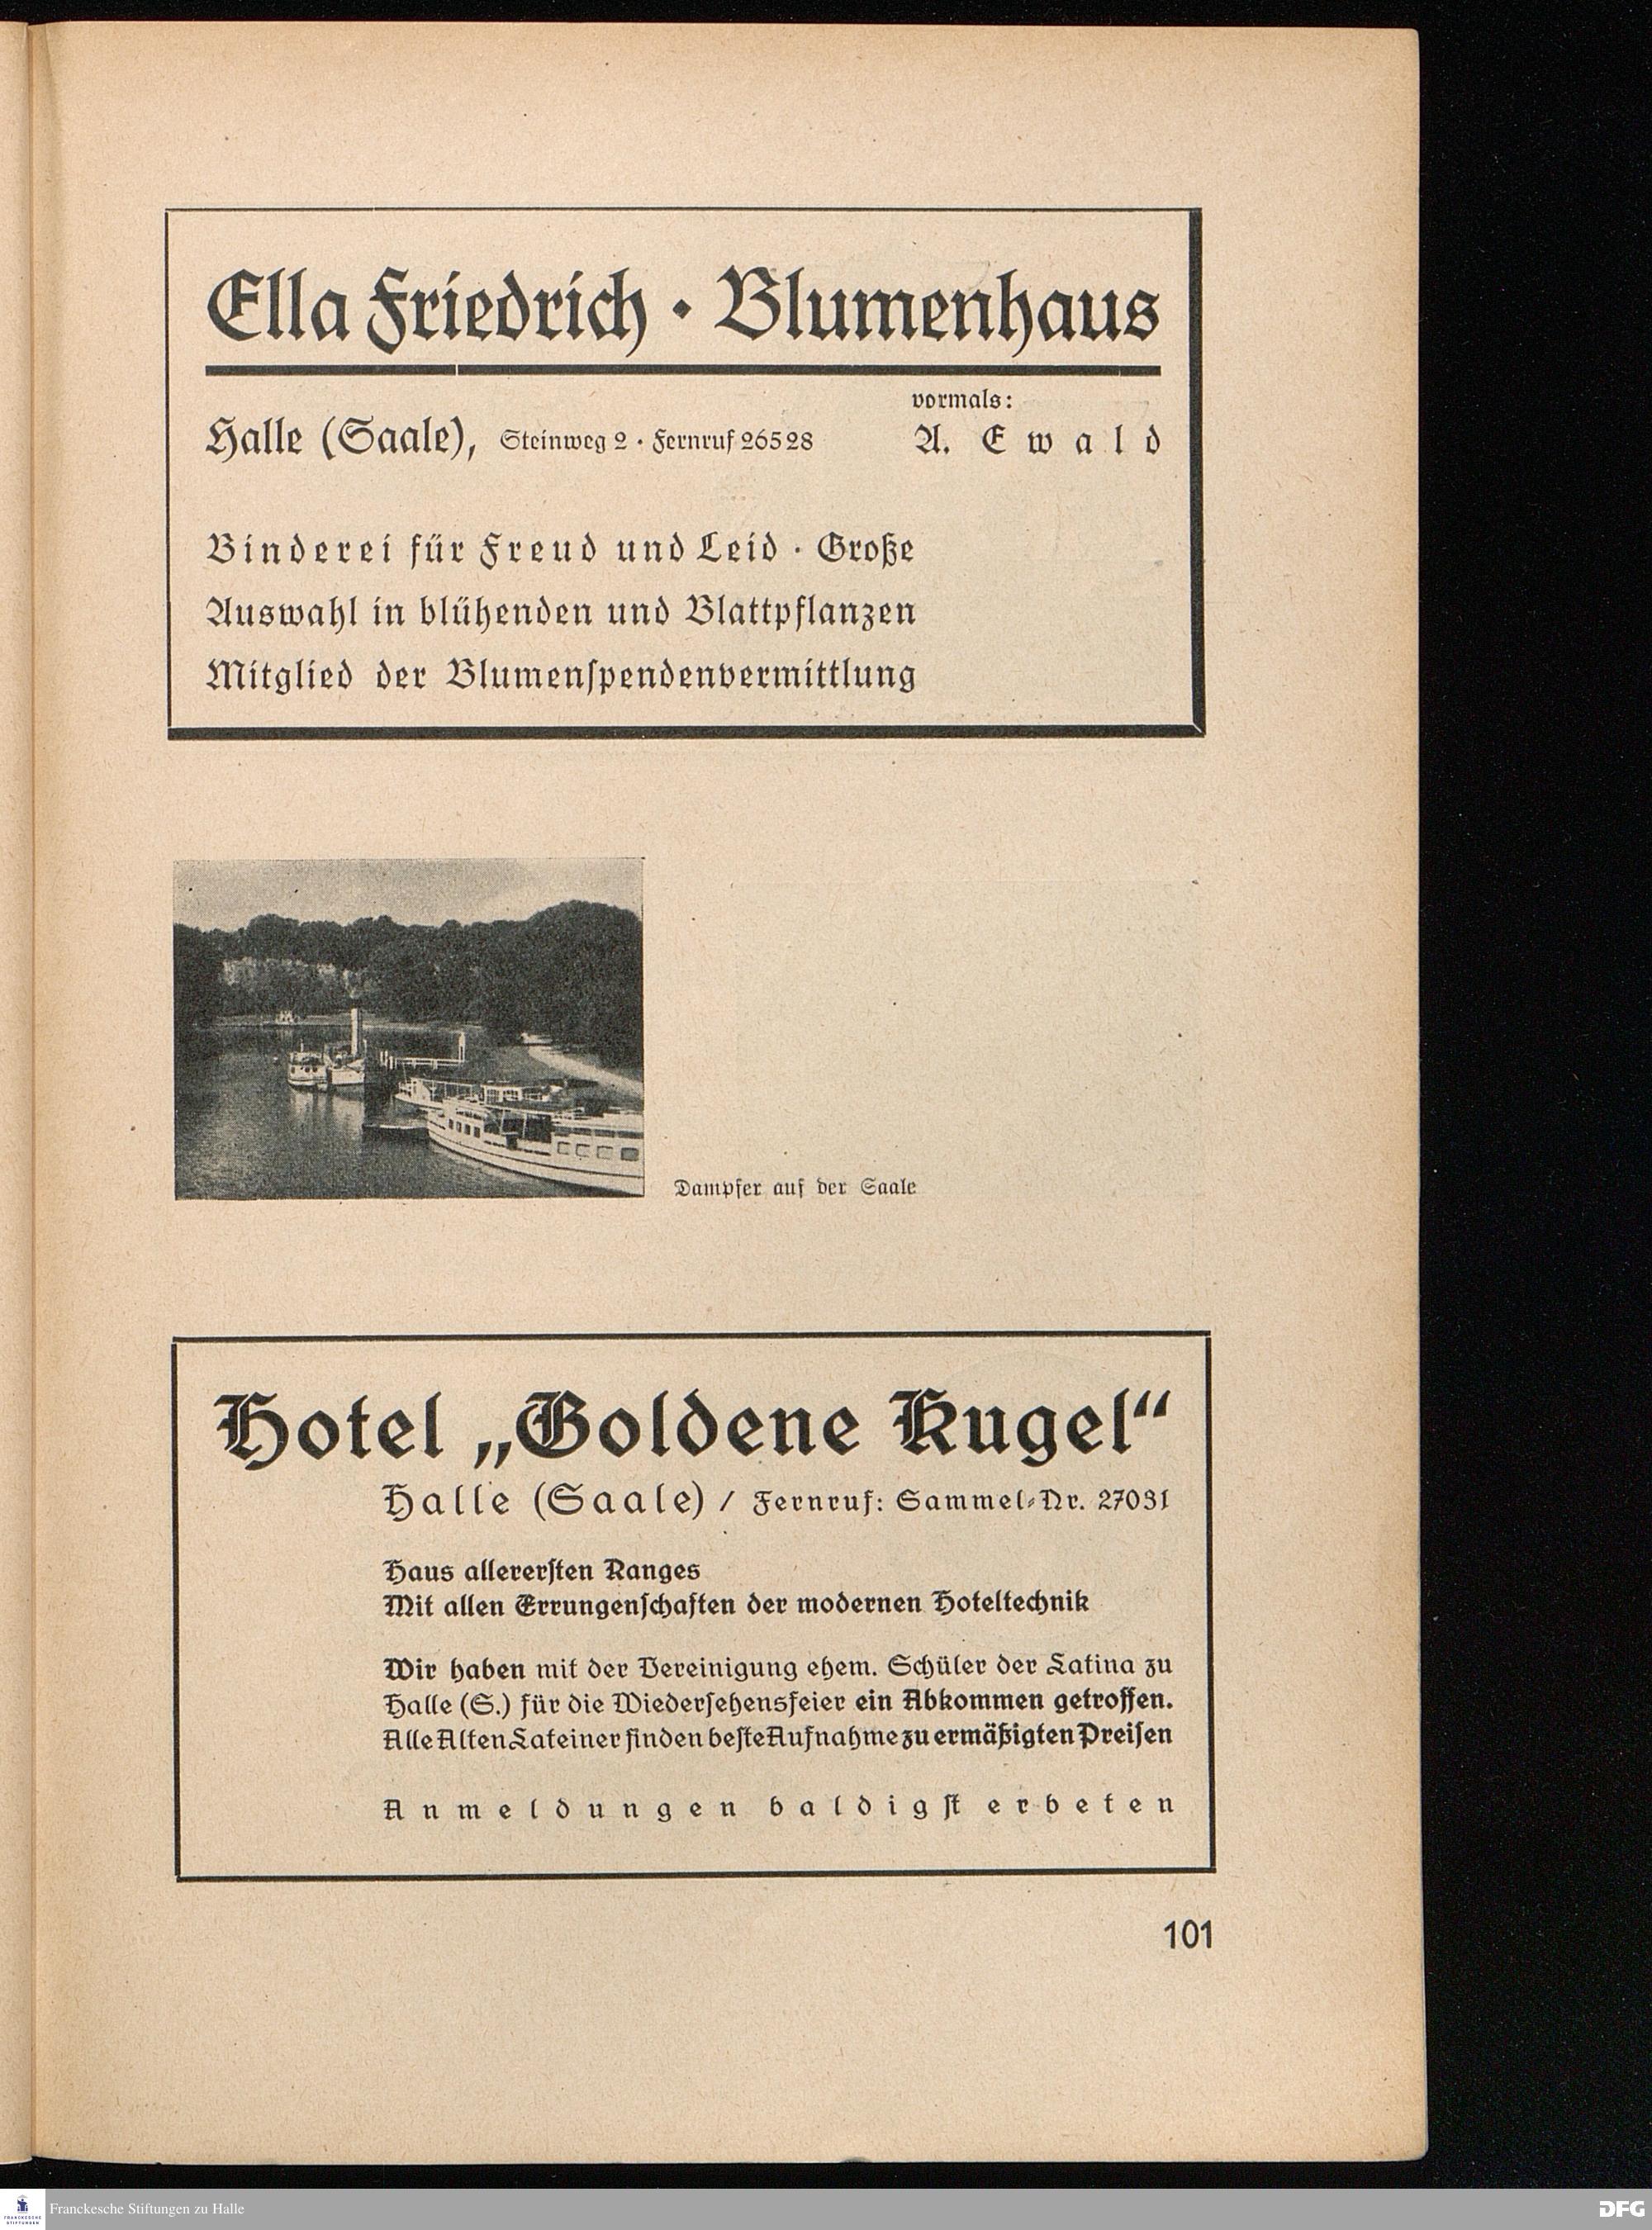 Ella Friedrich · Blumenhaus
vormals:
Halle (Saale), Steinweg 2 · Fernruf 26528 A. Ewald
Binderei für Freud und Leid · Große
Auswahl in blühenden und Blattpflanzen
Mitglied der Blumenſpendenvermittlung
Dampfer auf der Saale
Hotel „Goldene Kugel“
Halle (Saale) / Fernruf: Sammel-Nr. 27031
Haus allererſten Ranges
Mit allen Errungenſchaften der modernen Hoteltechnik
Wir haben mit der Vereinigung ehem. Schüler der Latina zu
Halle (S.) für die Wiederſehensfeier ein Abkommen getroffen.
Alle Alten Lateiner finden beſte Aufnahme zu ermäßigten Preiſen
Anmeldungen baldigſt erbeten
101
FRANCKESCHE
STIFTUNGEN
Franckesche Stiftungen zu Halle
DFG